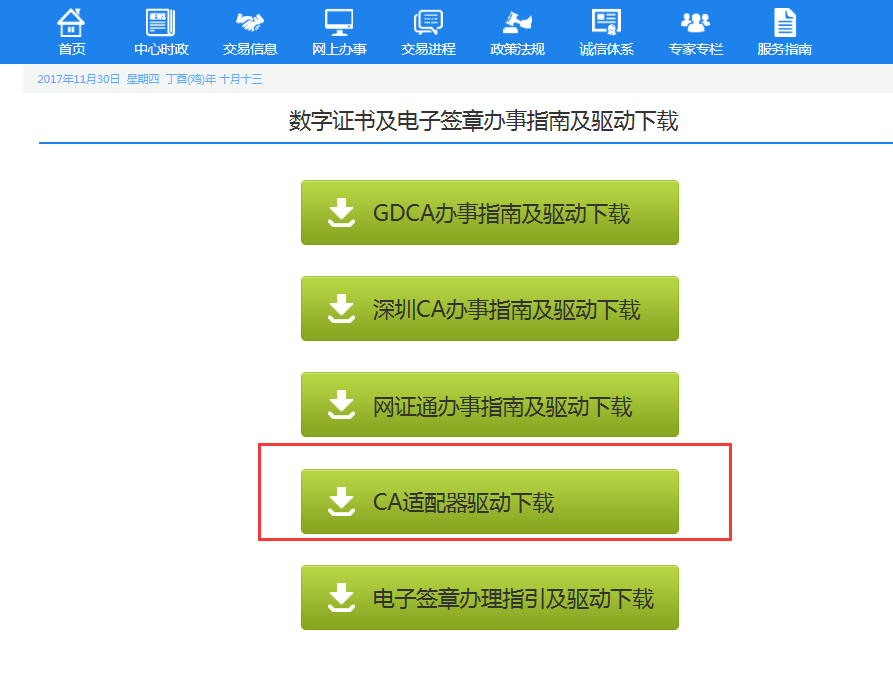 首页 中心时政 交易信息 网上办事 交易进程 政策法规 诚信体系 专家专栏 服务指南
2017年11月30日 星期四 丁酉(鸡)年 十月十三
数字证书及电子签章办事指南及驱动下载
GDCA办事指南及驱动下载
深圳CA办事指南及驱动下载
网证通办事指南及驱动下载
CA适配器驱动下载
电子签章办理指引及驱动下载